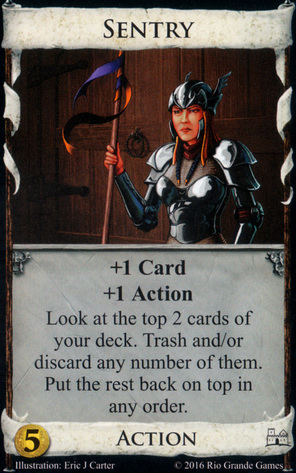 SENTRY
+1 Card
+1 Action
Look at the top 2 cards of
your deck. Trash and/or
discard any number of them.
Put the rest back on top in
any order.
5 ACTION
Illustration: Eric J Carter © 2016 Rio Grande Games